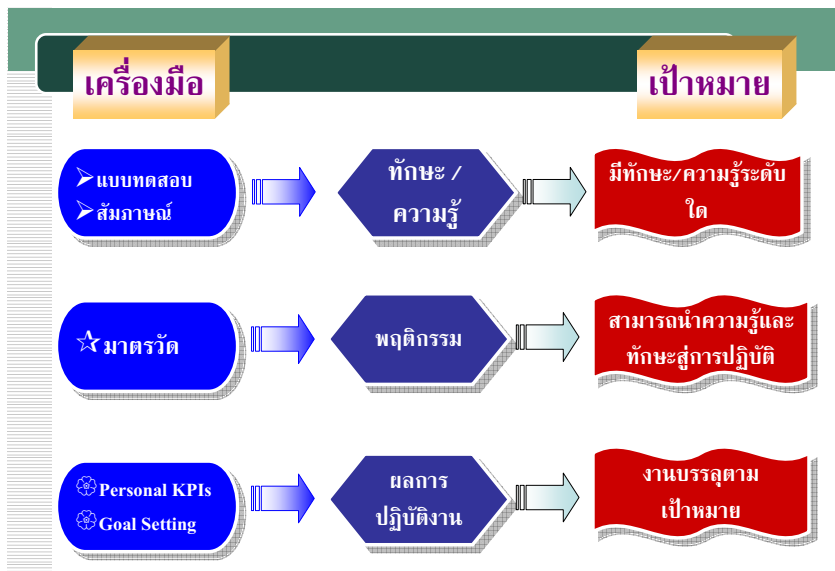 เครื่องมือ
เป้าหมาย
➢แบบทดสอบ
➢สัมภาษณ์
ทักษะ /
ความรู้
มีทักษะ/ความรู้ระดับ
ใด
☆มาตรวัด
พฤติกรรม
สามารถนำความรู้และ
ทักษะสู่การปฏิบัติ
Personal KPIs
Goal Setting
ผลการ
ปฏิบัติงาน
งานบรรลุตาม
เป้าหมาย